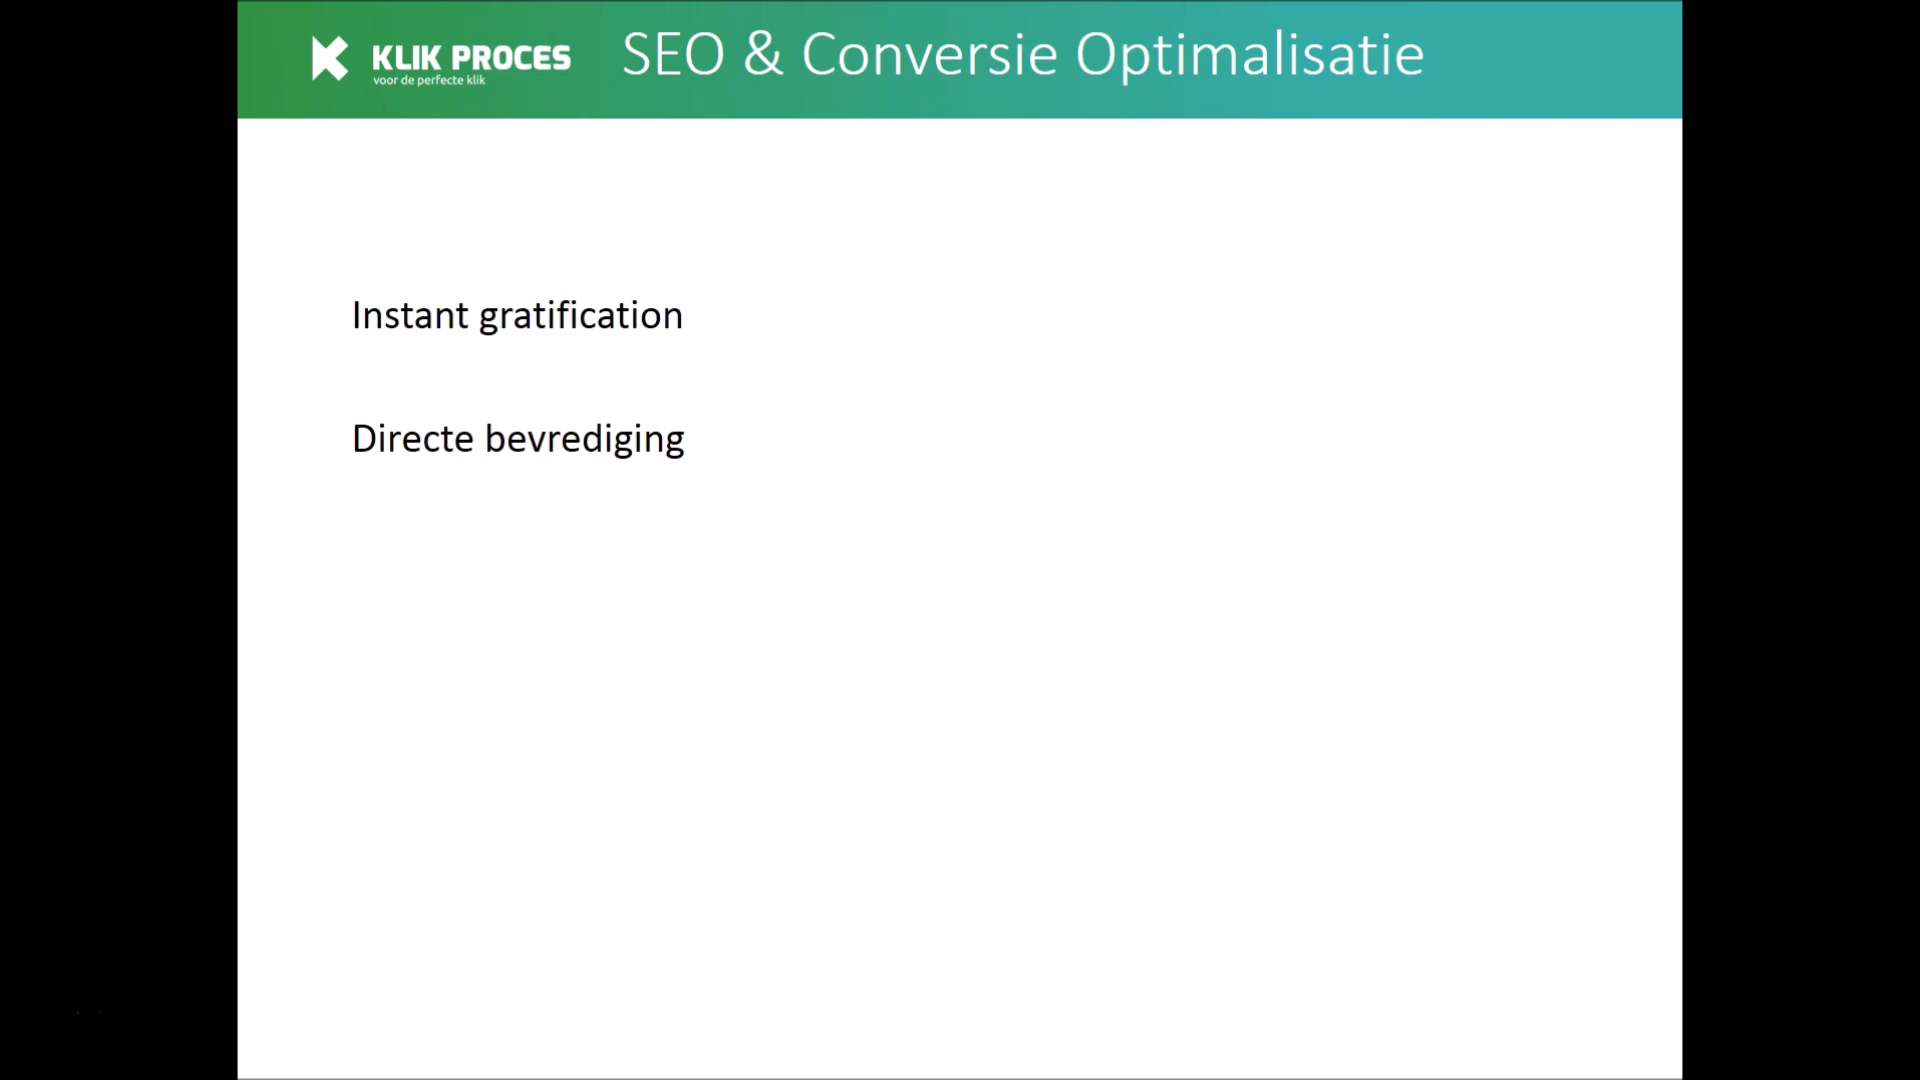 KLIK PROCES
voor de perfecte klik
SEO & Conversie Optimalisatie
Instant gratification
Directe bevrediging